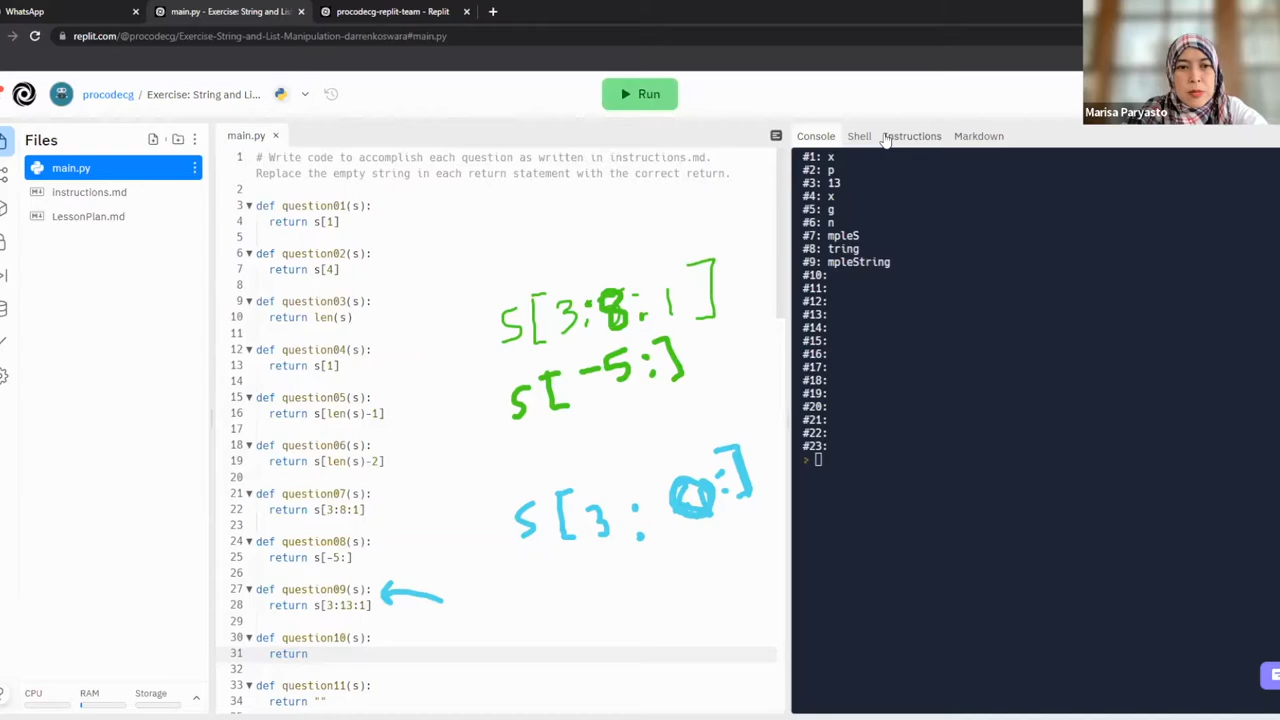 WhatsApp
main.py - Exercise: String and Lis
procodecg-replit-team - Replit
replit.com/@procodecg/Exercise-String-and-List-Manipulation-darrenkoswara#main.py
procodecg / Exercise: String and Li...
Run
Marisa Paryasto
Files
main.py
instructions.md
LessonPlan.md
CPU RAM Storage
main.py
1 # Write code to accomplish each question as written in instructions.md.
Replace the empty string in each return statement with the correct return.
2
3 def question01(s):
4 return s[1]
5
6 def question02(s):
7 return s[4]
8
9 def question03(s):
10 return len(s)
11
12 def question04(s):
13 return s[1]
14
15 def question05(s):
16 return s[len(s)-1]
17
18 def question06(s):
19 return s[len(s)-2]
20
21 def question07(s):
22 return s[3:8:1]
23
24 def question08(s):
25 return s[-5:]
26
27 def question09(s):
28 return s[3:13:1]
29
30 def question10(s):
31 return
32
33 def question11(s):
34 return ""
s[3:8:1]
s[-5:]
s[3:0:]
Console Shell Instructions Markdown
#1: x
#2: p
#3: 13
#4: x
#5: g
#6: n
#7: mpleS
#8: tring
#9: mpleString
#10:
#11:
#12:
#13:
#14:
#15:
#16:
#17:
#18:
#19:
#20:
#21:
#22:
#23:
>